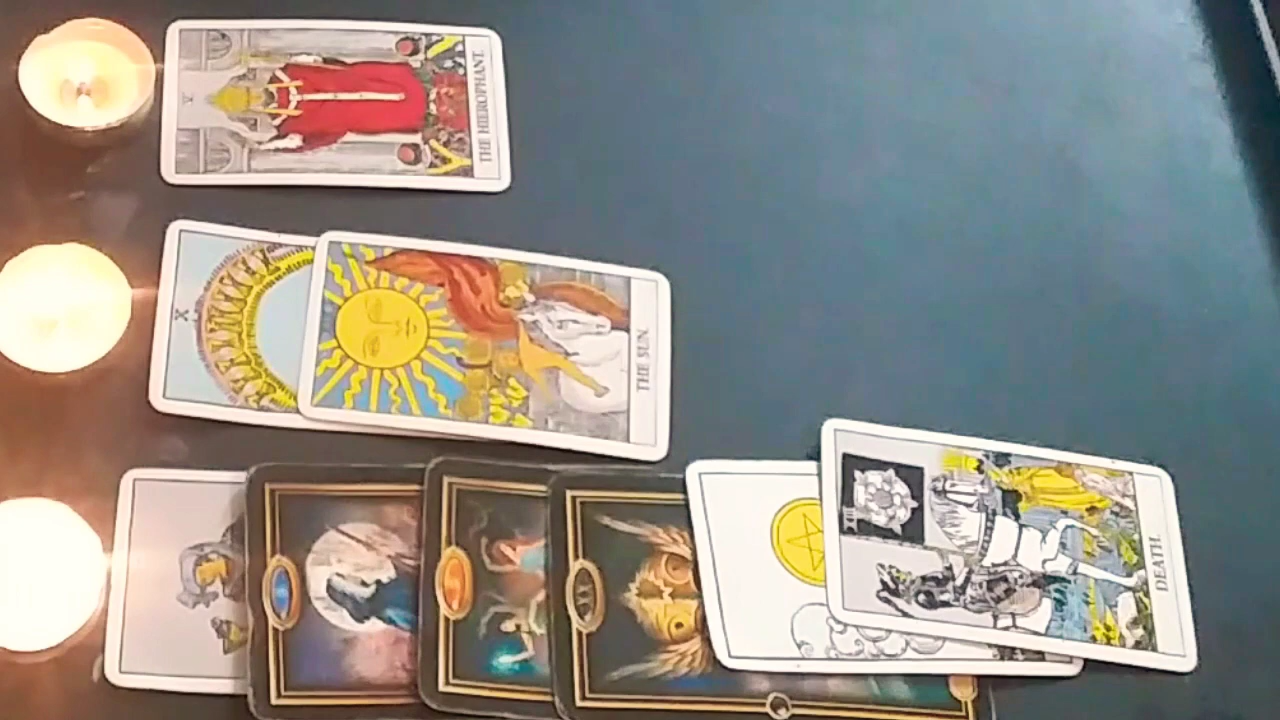 V
THE HIEROPHANT.
X
THE SUN.
XIII
DEATH.